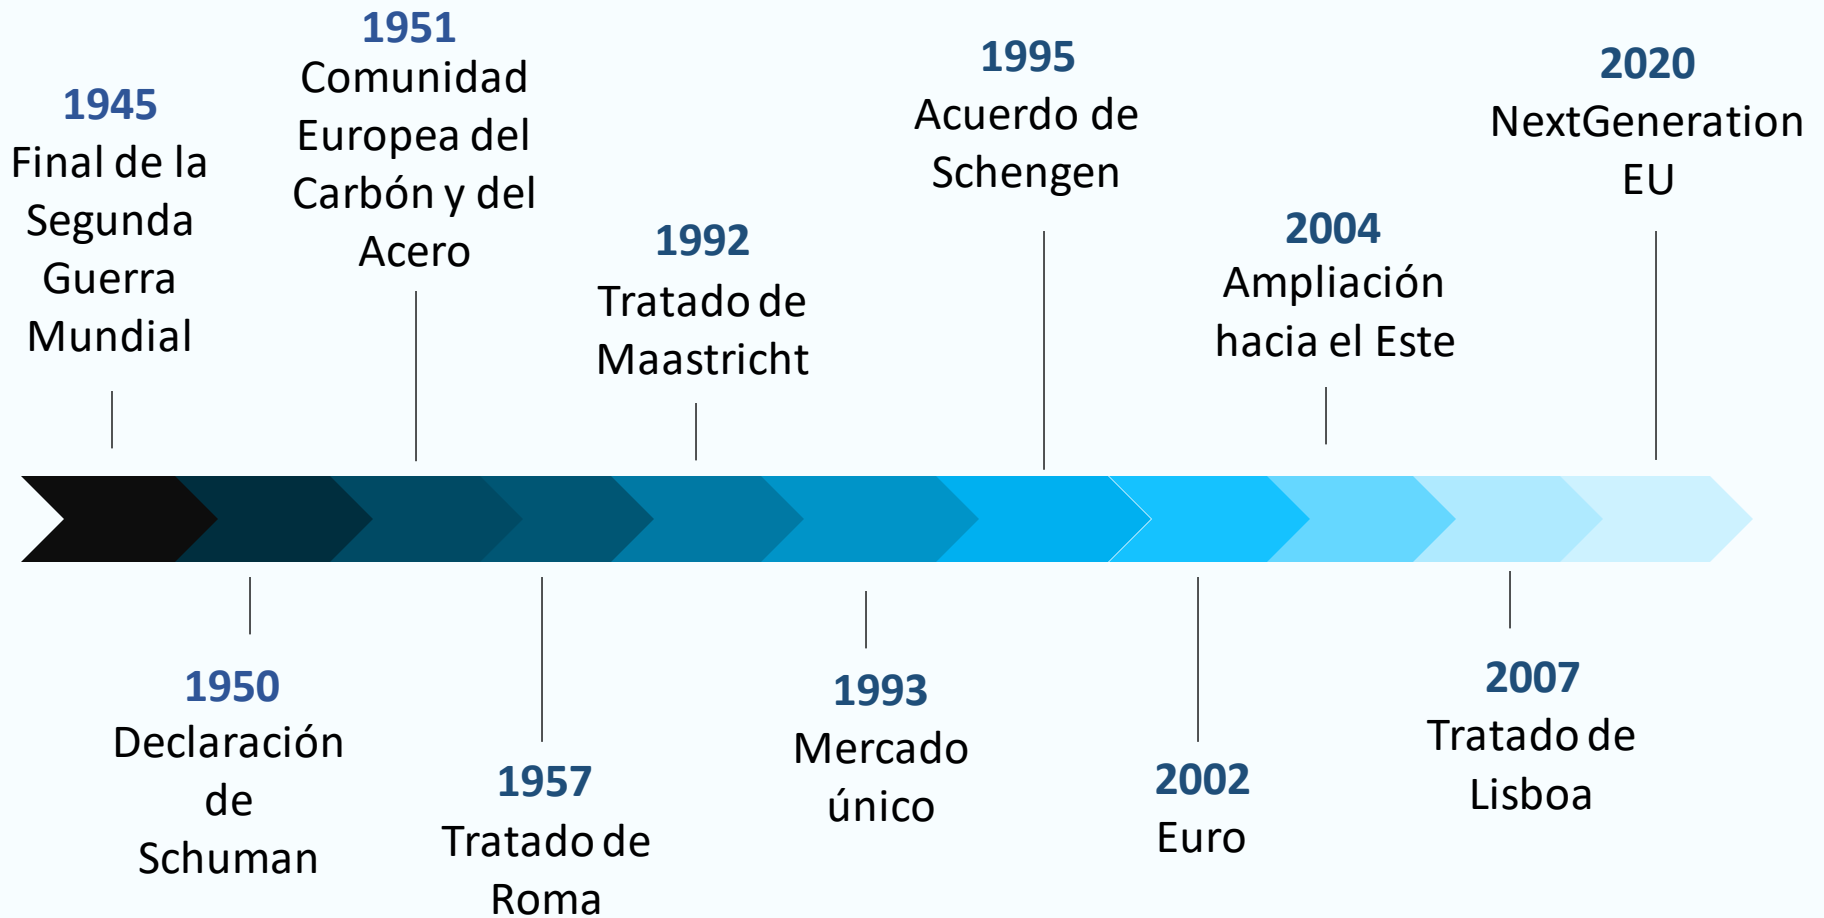 1945
Final de la
Segunda
Guerra
Mundial
1950
Declaración
de
Schuman
1951
Comunidad
Europea del
Carbón y del
Acero
1957
Tratado de
Roma
1992
Tratado de
Maastricht
1993
Mercado
único
1995
Acuerdo de
Schengen
2002
Euro
2004
Ampliación
hacia el Este
2007
Tratado de
Lisboa
2020
NextGeneration
EU